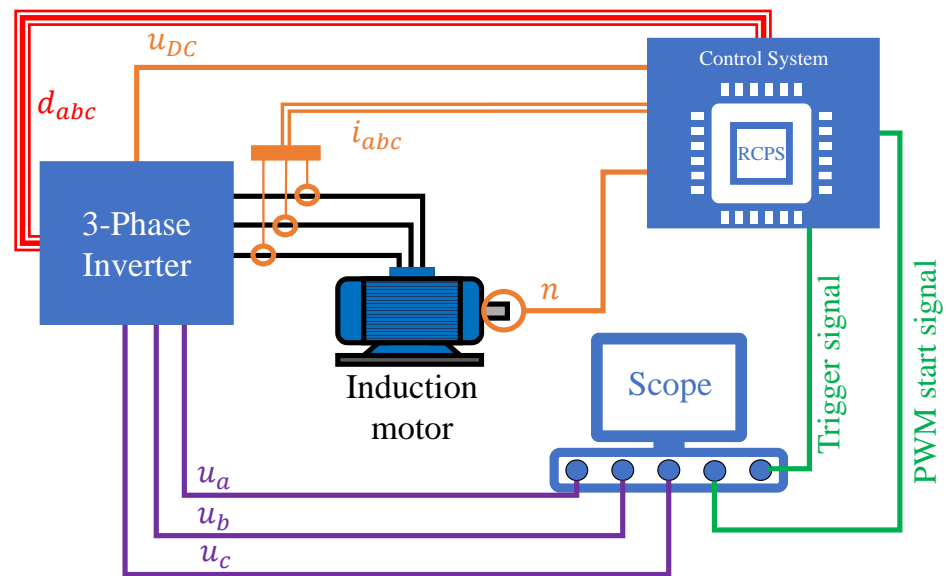 u_DC
Control System
d_abc
i_abc
RCPS
3-Phase
Inverter
n
Induction
motor
Scope
Trigger signal
PWM start signal
u_a
u_b
u_c